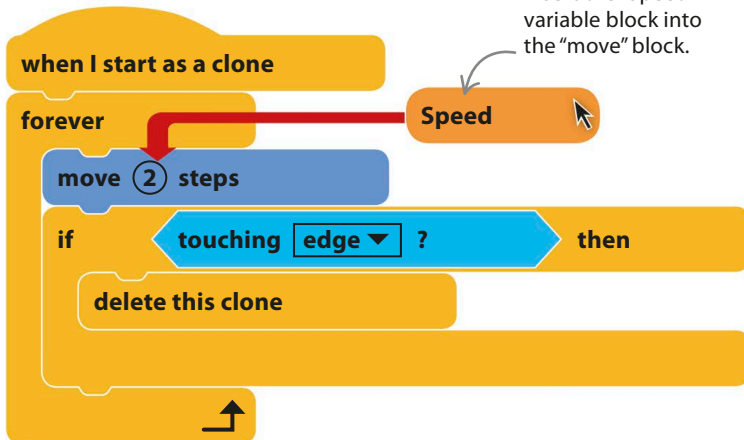 variable block into
the “move” block.
when I start as a clone
forever
Speed
move 2 steps
if touching edge ? then
delete this clone